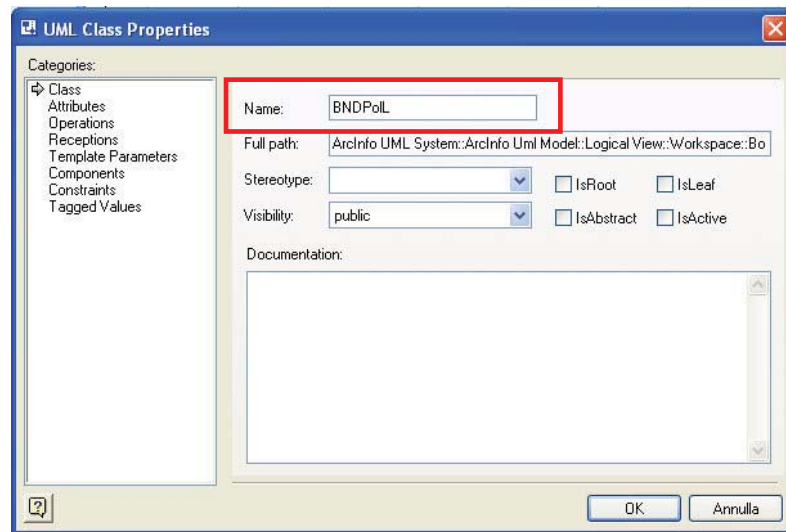 UML Class Properties
Categories:
Class
Attributes
Operations
Receptions
Template Parameters
Components
Constraints
Tagged Values
Name: BNDPolL
Full path: ArcInfo UML System::ArcInfo Uml Model::Logical View::Workspace::Bo
Stereotype: IsRoot IsLeaf
Visibility: public IsAbstract IsActive
Documentation:
? OK Annulla